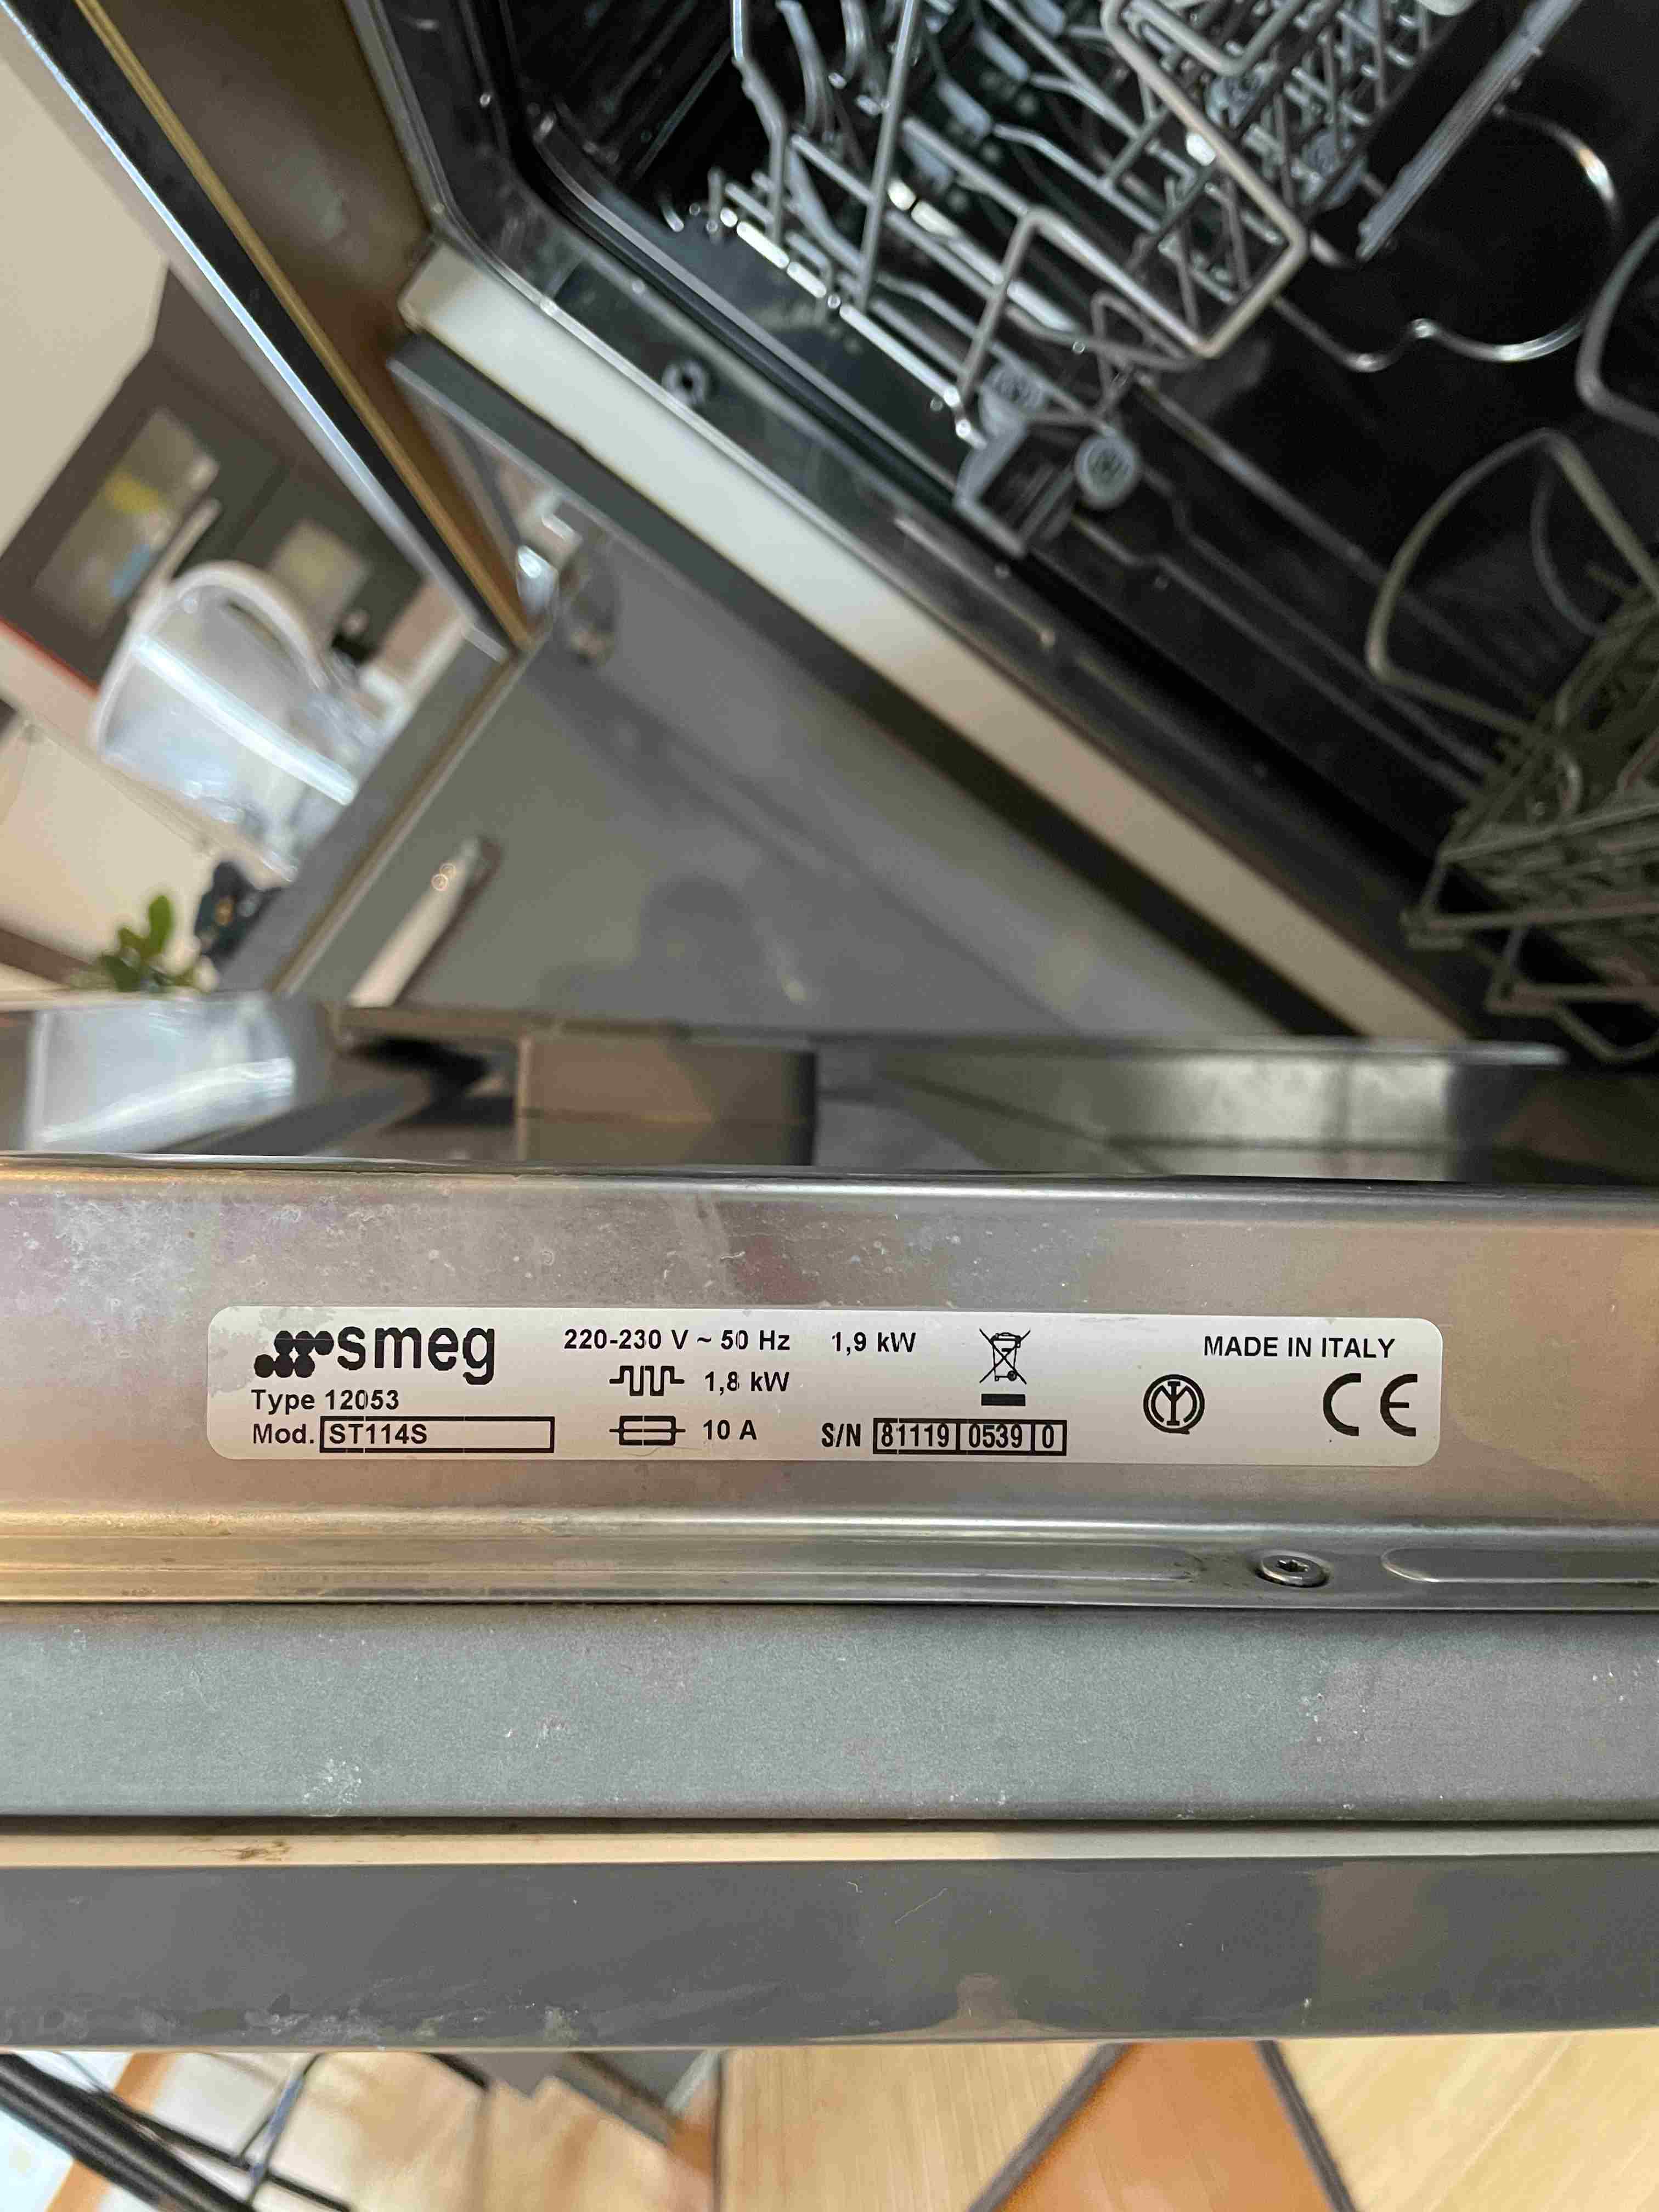 smeg
Type 12053
Mod. ST114S
220-230 V ~ 50 Hz 1,9 kW
1,8 kW
10 A
S/N 81119 0539 0
MADE IN ITALY
CE